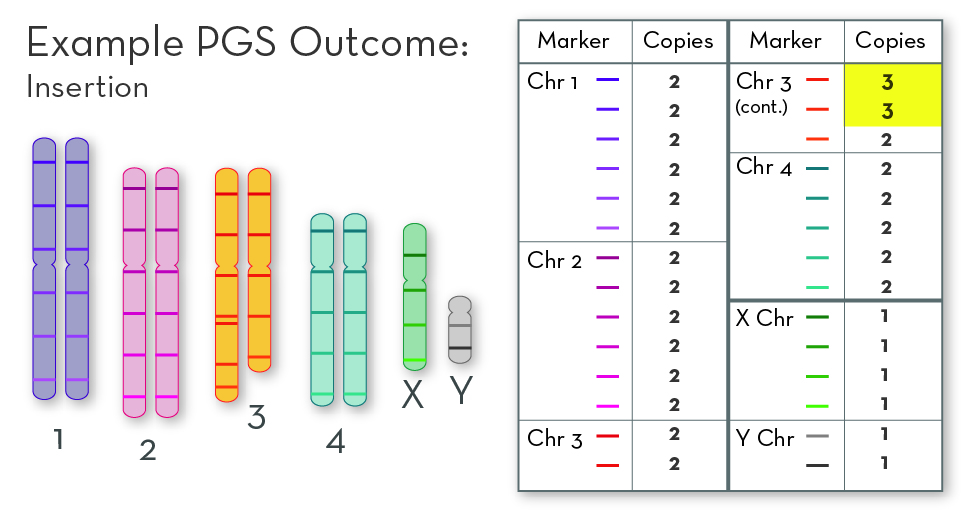 Example PGS Outcome:
Insertion
1
2
3
4
X
Y
Marker Copies
Chr 1 2
2
2
2
2
2
Chr 2 2
2
2
2
2
2
Chr 3 2
2
Marker Copies
Chr 3 3
(cont.) 3
2
Chr 4 2
2
2
2
2
X Chr 1
1
1
1
Y Chr 1
1